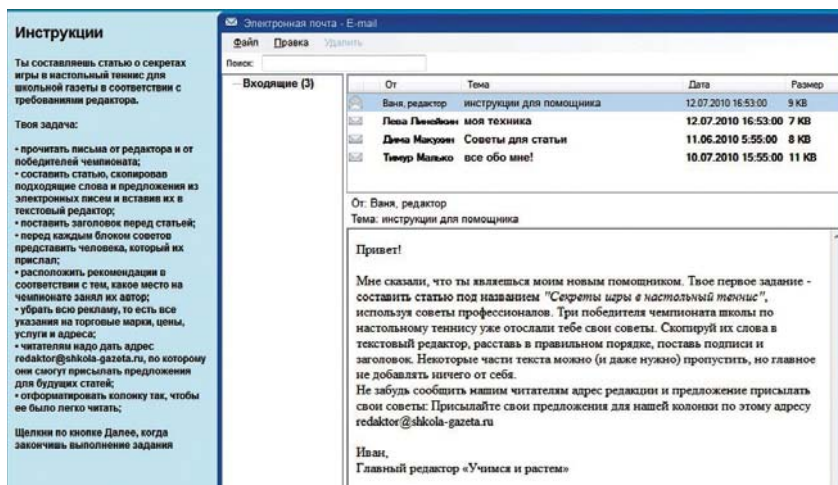 Инструкции
Ты составляешь статью о секретах
игры в настольный теннис для
школьной газеты в соответствии с
требованиями редактора.
Твоя задача:
• прочитать письма от редактора и от
победителей чемпионата;
• составить статью, скопировав
подходящие слова и предложения из
электронных писем и вставив их в
текстовый редактор;
• поставить заголовок перед статьей;
• перед каждым блоком советов
представить человека, который их
прислал;
• расположить рекомендации в
соответствии с тем, какое место на
чемпионате занял их автор;
• убрать всю рекламу, то есть все
указания на торговые марки, цены,
услуги и адреса;
• читателям надо дать адрес
redaktor@shkola-gazeta.ru, по которому
они смогут присылать предложения
для будущих статей;
• отформатировать колонку так, чтобы
ее было легко читать;
Щелкни по кнопке Далее, когда
закончишь выполнение задания
Электронная почта - E-mail
Файл Правка Удалить
Поиск:
Входящие (3)
От Тема Дата Размер
Ваня, редактор инструкции для помощника 12.07.2010 16:53:00 9 KB
Лева Линейкин моя техника 12.07.2010 16:53:00 7 KB
Дима Макухин Советы для статьи 11.06.2010 5:55:00 8 KB
Тимур Малько все обо мне! 10.07.2010 15:55:00 11 KB
От: Ваня, редактор
Тема: инструкции для помощника
Привет!
Мне сказали, что ты являешься моим новым помощником. Твое первое задание -
составить статью под названием "Секреты игры в настольный теннис",
используя советы профессионалов. Три победителя чемпионата школы по
настольному теннису уже отослали тебе свои советы. Скопируй их слова в
текстовый редактор, расставь в правильном порядке, поставь подписи и
заголовок. Некоторые части текста можно (и даже нужно) пропустить, но главное
не добавлять ничего от себя.
Не забудь сообщить нашим читателям адрес редакции и предложение присылать
свои советы: Присылайте свои предложения для нашей колонки по этому адресу
redaktor@shkola-gazeta.ru
Иван,
Главный редактор «Учимся и растем»